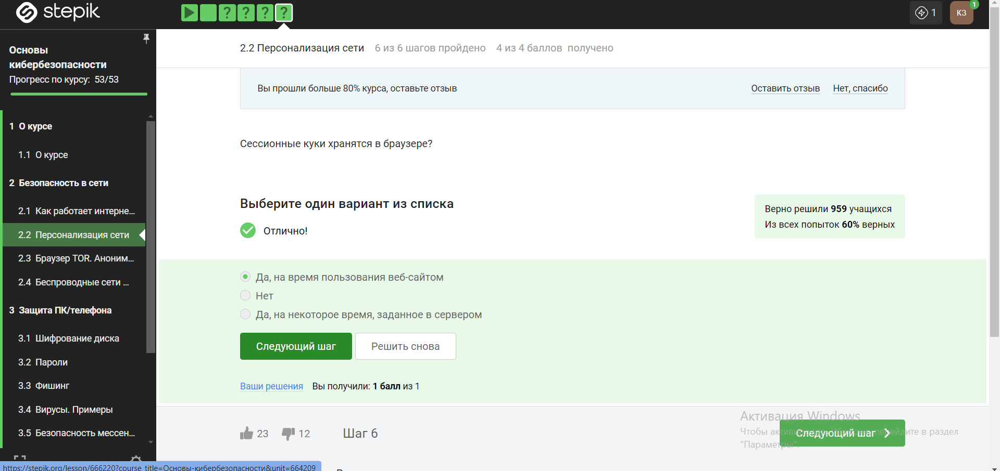 stepik
? ? ? ?
1
КЗ
1
Основы
кибербезопасности
Прогресс по курсу: 53/53
1 О курсе
1.1 О курсе
2 Безопасность в сети
2.1 Как работает интерне...
2.2 Персонализация сети
2.3 Браузер TOR. Аноним...
2.4 Беспроводные сети ...
3 Защита ПК/телефона
3.1 Шифрование диска
3.2 Пароли
3.3 Фишинг
3.4 Вирусы. Примеры
3.5 Безопасность мессен...
2.2 Персонализация сети 6 из 6 шагов пройдено 4 из 4 баллов получено
Вы прошли больше 80% курса, оставьте отзыв Оставить отзыв Нет, спасибо
Сессионные куки хранятся в браузере?
Выберите один вариант из списка
Отлично!
Верно решили 959 учащихся
Из всех попыток 60% верных
Да, на время пользования веб-сайтом
Нет
Да, на некоторое время, заданное в сервером
Следующий шаг Решить снова
Ваши решения Вы получили: 1 балл из 1
23 12 Шаг 6
Следующий шаг
Активация Windows
Чтобы активировать Windows, перейдите в раздел
"Параметры".
https://stepik.org/lesson/666220?course_title=Основы-кибербезопасности&unit=664209